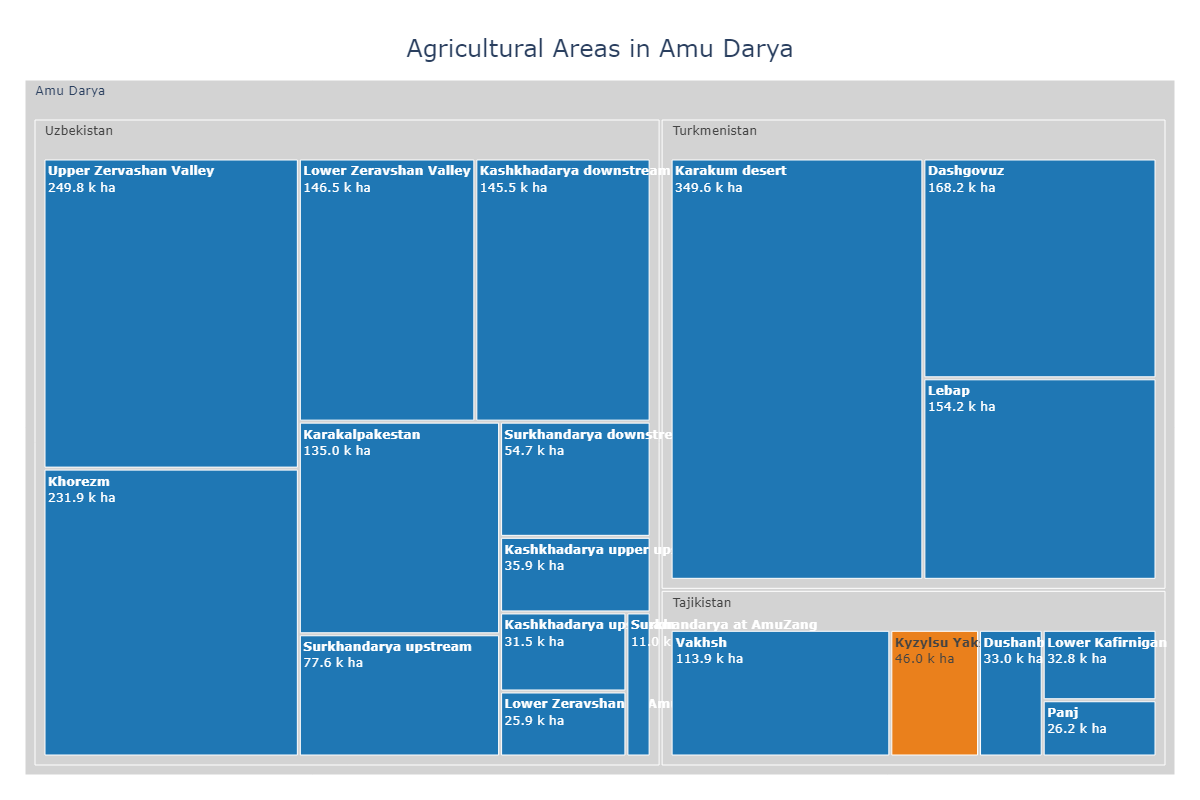 Agricultural Areas in Amu Darya
Amu Darya
Uzbekistan
Upper Zervashan Valley
249.8 k ha
Lower Zeravshan Valley
146.5 k ha
Kashkhadarya downstream
145.5 k ha
Khorezm
231.9 k ha
Karakalpakestan
135.0 k ha
Surkhandarya upstream
77.6 k ha
Surkhandarya downstre
54.7 k ha
Kashkhadarya upper up
35.9 k ha
Kashkhadarya up
31.5 k ha
Lower Zeravshan
25.9 k ha
Surkhandarya at AmuZang
11.0 k
Turkmenistan
Karakum desert
349.6 k ha
Dashgovuz
168.2 k ha
Lebap
154.2 k ha
Tajikistan
Vakhsh
113.9 k ha
Kyzylsu Yak
46.0 k ha
Dushanb
33.0 k ha
Lower Kafirnigan
32.8 k ha
Panj
26.2 k ha